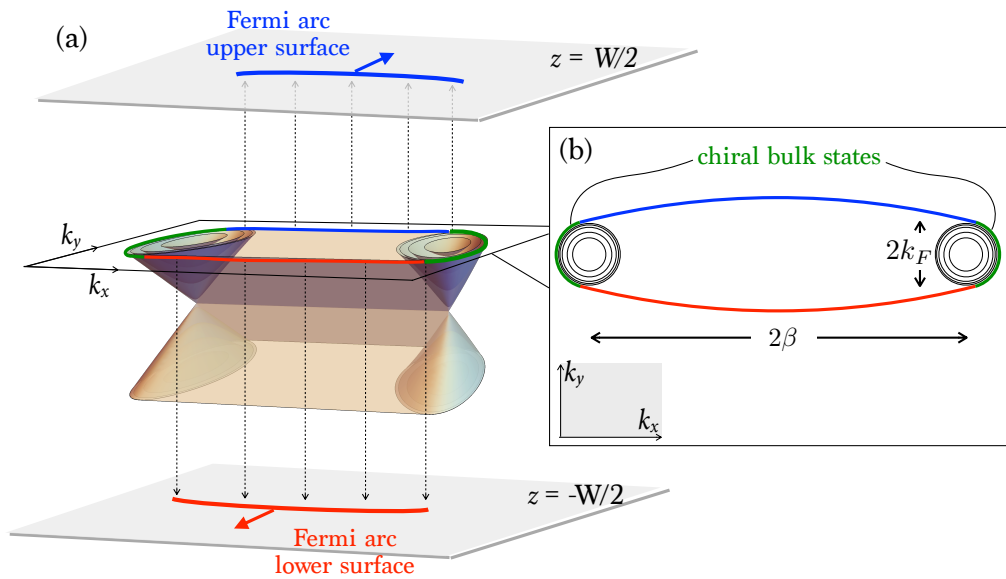 (a)
Fermi arc
upper surface
z = W/2
k_y
k_x
(b)
chiral bulk states
2k_F
2β
k_y
k_x
z = -W/2
Fermi arc
lower surface